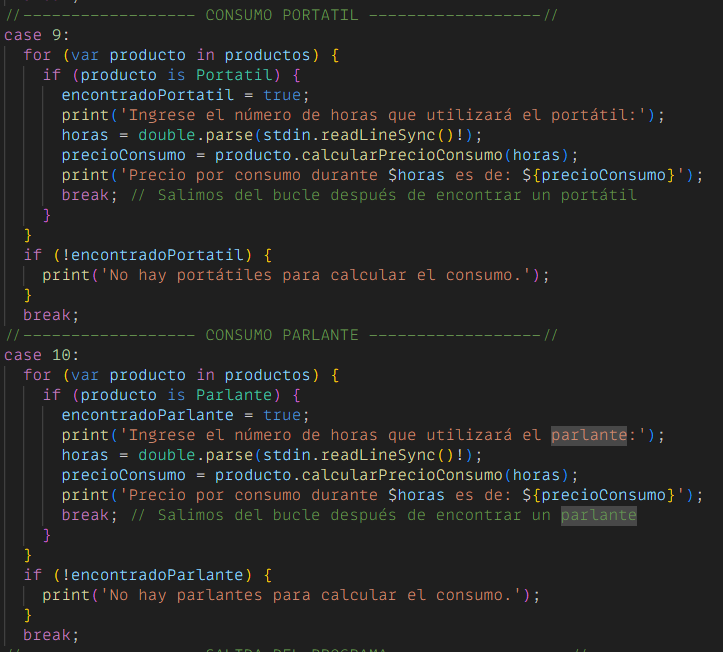 //------------------ CONSUMO PORTATIL ------------------//
case 9:
  for (var producto in productos) {
    if (producto is Portatil) {
      encontradoPortatil = true;
      print('Ingrese el número de horas que utilizará el portátil:');
      horas = double.parse(stdin.readLineSync()!);
      precioConsumo = producto.calcularPrecioConsumo(horas);
      print('Precio por consumo durante $horas es de: ${precioConsumo}');
      break; // Salimos del bucle después de encontrar un portátil
    }
  }
  if (!encontradoPortatil) {
    print('No hay portátiles para calcular el consumo.');
  }
  break;
//------------------ CONSUMO PARLANTE ------------------//
case 10:
  for (var producto in productos) {
    if (producto is Parlante) {
      encontradoParlante = true;
      print('Ingrese el número de horas que utilizará el parlante:');
      horas = double.parse(stdin.readLineSync()!);
      precioConsumo = producto.calcularPrecioConsumo(horas);
      print('Precio por consumo durante $horas es de: ${precioConsumo}');
      break; // Salimos del bucle después de encontrar un parlante
    }
  }
  if (!encontradoParlante) {
    print('No hay parlantes para calcular el consumo.');
  }
  break;